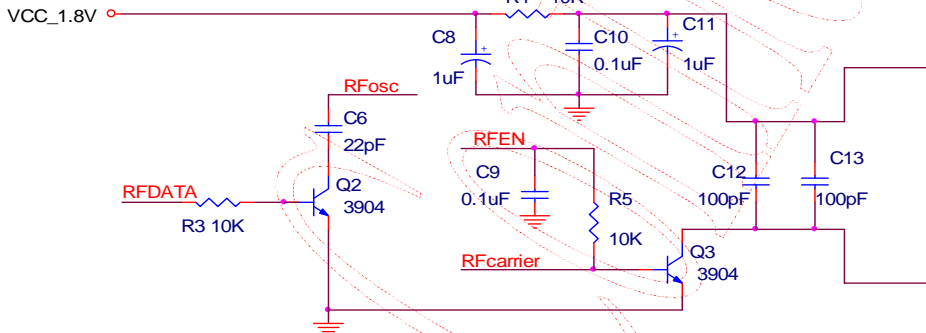 VCC_1.8V
C8
1uF
C10
0.1uF
C11
1uF
RFosc
C6
22pF
RFEN
C9
0.1uF
R5
10K
C12
100pF
C13
100pF
RFDATA
R3 10K
Q2
3904
RFcarrier
Q3
3904